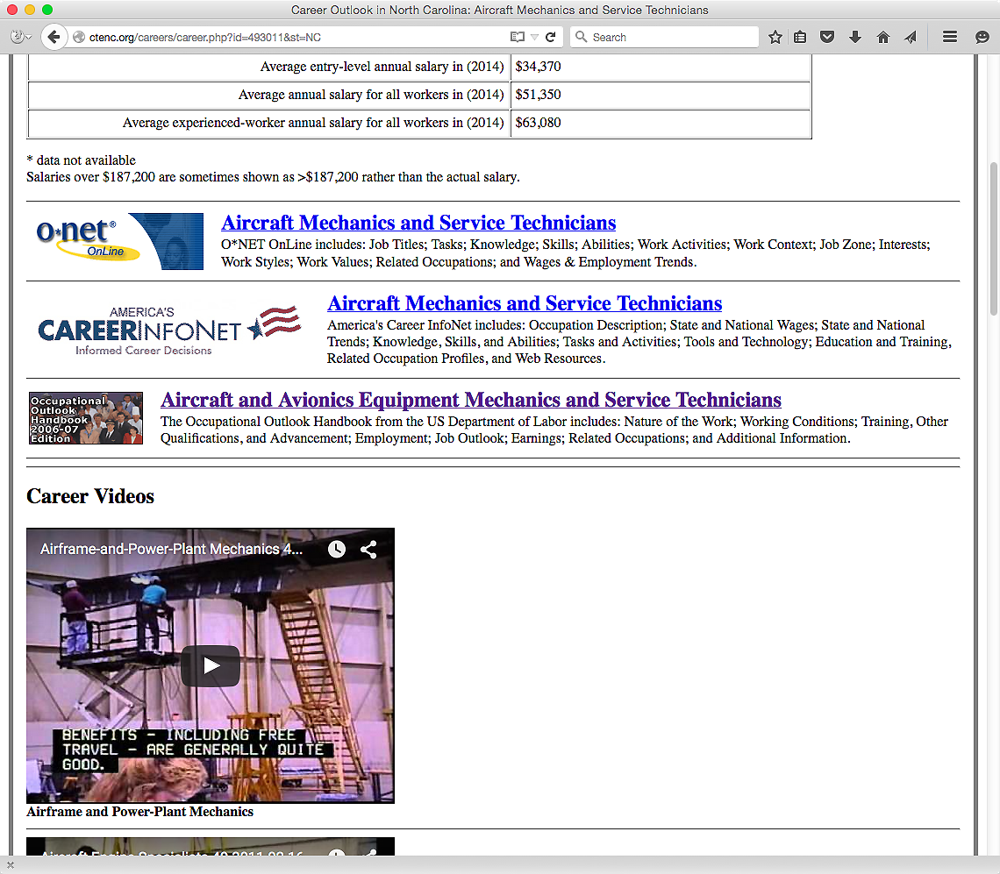 Career Outlook in North Carolina: Aircraft Mechanics and Service Technicians
ctenc.org/careers/career.php?id=493011&st=NC
Search
Average entry-level annual salary in (2014) $34,370
Average annual salary for all workers in (2014) $51,350
Average experienced-worker annual salary for all workers in (2014) $63,080
* data not available
Salaries over $187,200 are sometimes shown as >$187,200 rather than the actual salary.
o*net®
OnLine
Aircraft Mechanics and Service Technicians
O*NET OnLine includes: Job Titles; Tasks; Knowledge; Skills; Abilities; Work Activities; Work Context; Job Zone; Interests;
Work Styles; Work Values; Related Occupations; and Wages & Employment Trends.
AMERICA'S
CAREERINFONET
Informed Career Decisions
Aircraft Mechanics and Service Technicians
America's Career InfoNet includes: Occupation Description; State and National Wages; State and National
Trends; Knowledge, Skills, and Abilities; Tasks and Activities; Tools and Technology; Education and Training,
Related Occupation Profiles, and Web Resources.
Occupational
Outlook
Handbook
2006-07
Edition
Aircraft and Avionics Equipment Mechanics and Service Technicians
The Occupational Outlook Handbook from the US Department of Labor includes: Nature of the Work; Working Conditions; Training, Other
Qualifications, and Advancement; Employment; Job Outlook; Earnings; Related Occupations; and Additional Information.
Career Videos
Airframe-and-Power-Plant Mechanics 4...
BENEFITS - INCLUDING FREE
TRAVEL - ARE GENERALLY QUITE
GOOD.
Airframe and Power-Plant Mechanics